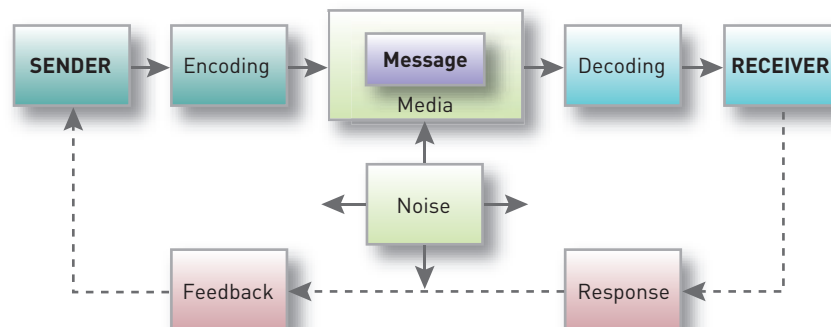 SENDER
Encoding
Message
Media
Decoding
RECEIVER
Noise
Feedback
Response